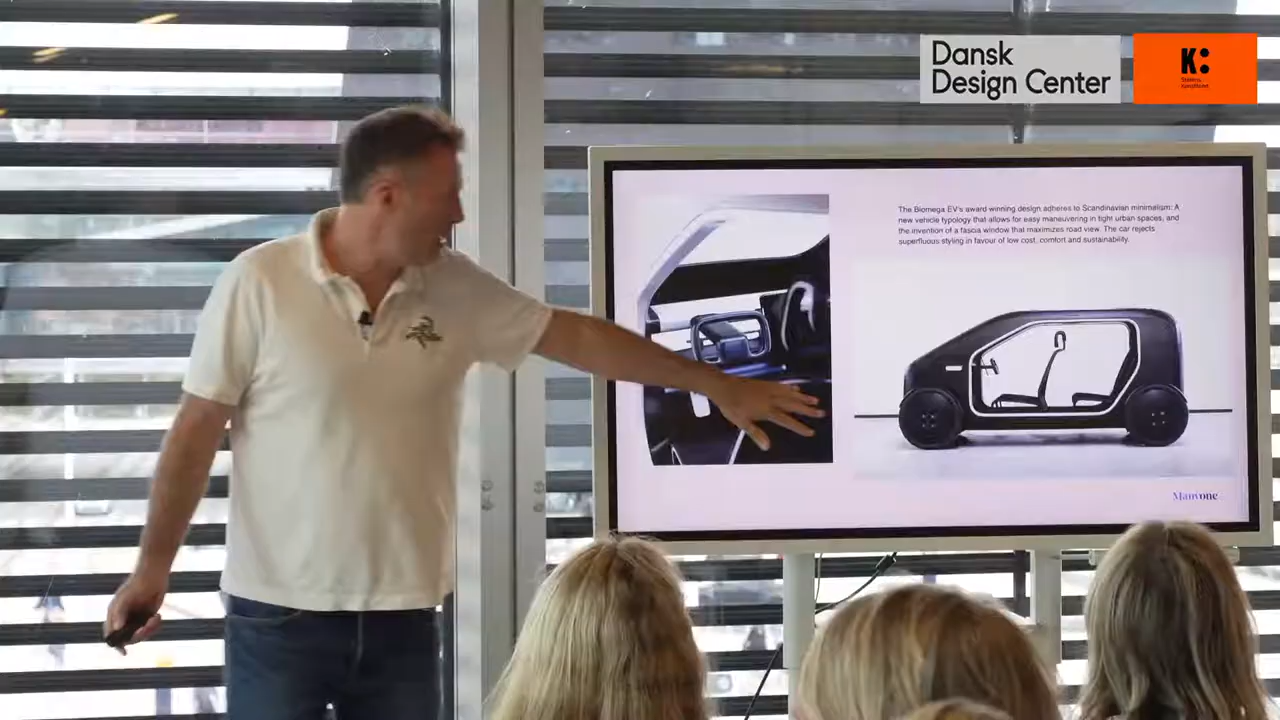 Dansk
Design Center
K:
Statens
Kunstfond
The Biomega EV's award winning design adheres to Scandinavian minimalism: A
new vehicle typology that allows for easy maneuvering in tight urban spaces, and
the invention of a fascia window that maximizes road view. The car rejects
superfluous styling in favour of low cost, comfort and sustainability.
Manyone